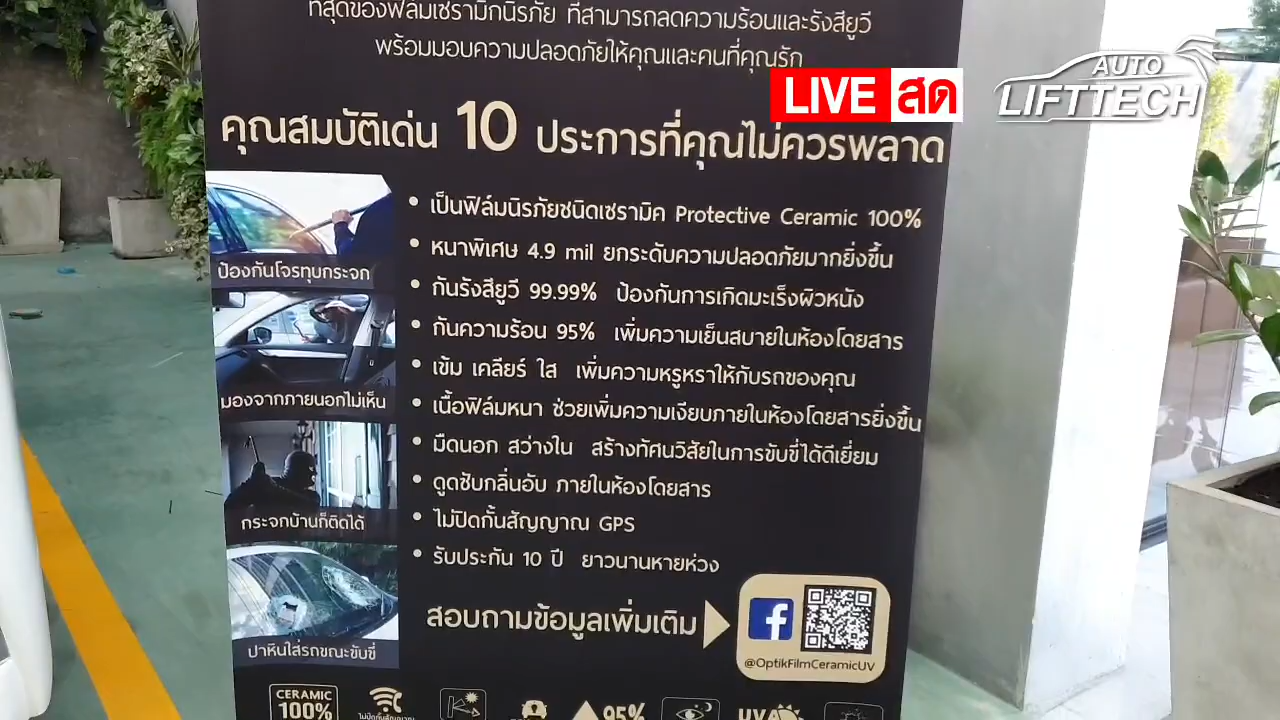 ที่สุดของฟิล์มเซรามิกนิรภัย ที่สามารถลดความร้อนและรังสียูวี
พร้อมมอบความปลอดภัยให้คุณและคนที่คุณรัก
LIVE สด
AUTO
LIFTTECH
คุณสมบัติเด่น 10 ประการที่คุณไม่ควรพลาด
• เป็นฟิล์มนิรภัยชนิดเซรามิค Protective Ceramic 100%
• หนาพิเศษ 4.9 mil ยกระดับความปลอดภัยมากยิ่งขึ้น
• กันรังสียูวี 99.99% ป้องกันการเกิดมะเร็งผิวหนัง
• กันความร้อน 95% เพิ่มความเย็นสบายในห้องโดยสาร
• เข้ม เคลียร์ ใส เพิ่มความหรูหราให้กับรถของคุณ
• เนื้อฟิล์มหนา ช่วยเพิ่มความเงียบภายในห้องโดยสารยิ่งขึ้น
• มืดนอก สว่างใน สร้างทัศนวิสัยในการขับขี่ได้ดีเยี่ยม
• ดูดซับกลิ่นอับ ภายในห้องโดยสาร
• ไม่ปิดกั้นสัญญาณ GPS
• รับประกัน 10 ปี ยาวนานหายห่วง
ป้องกันโจรทุบกระจก
มองจากภายนอกไม่เห็น
กระจกบ้านก็ติดได้
ปาหินใส่รถขณะขับขี่
สอบถามข้อมูลเพิ่มเติม
@OptikFilmCeramicUV
CERAMIC
100%
ไม่ปิดกั้นสัญญาณ
95%
UV